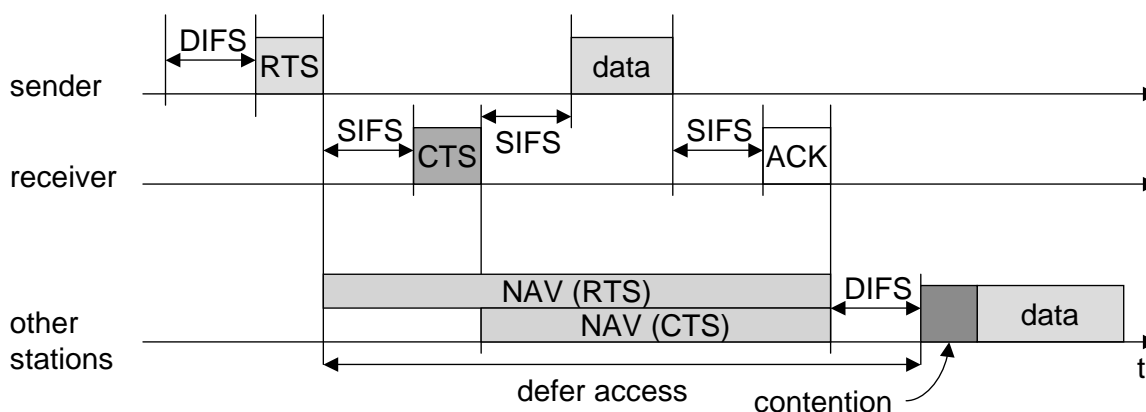 DIFS
RTS
data
sender
SIFS
CTS
SIFS
SIFS
ACK
receiver
NAV (RTS)
DIFS
NAV (CTS)
data
other
stations
t
defer access
contention